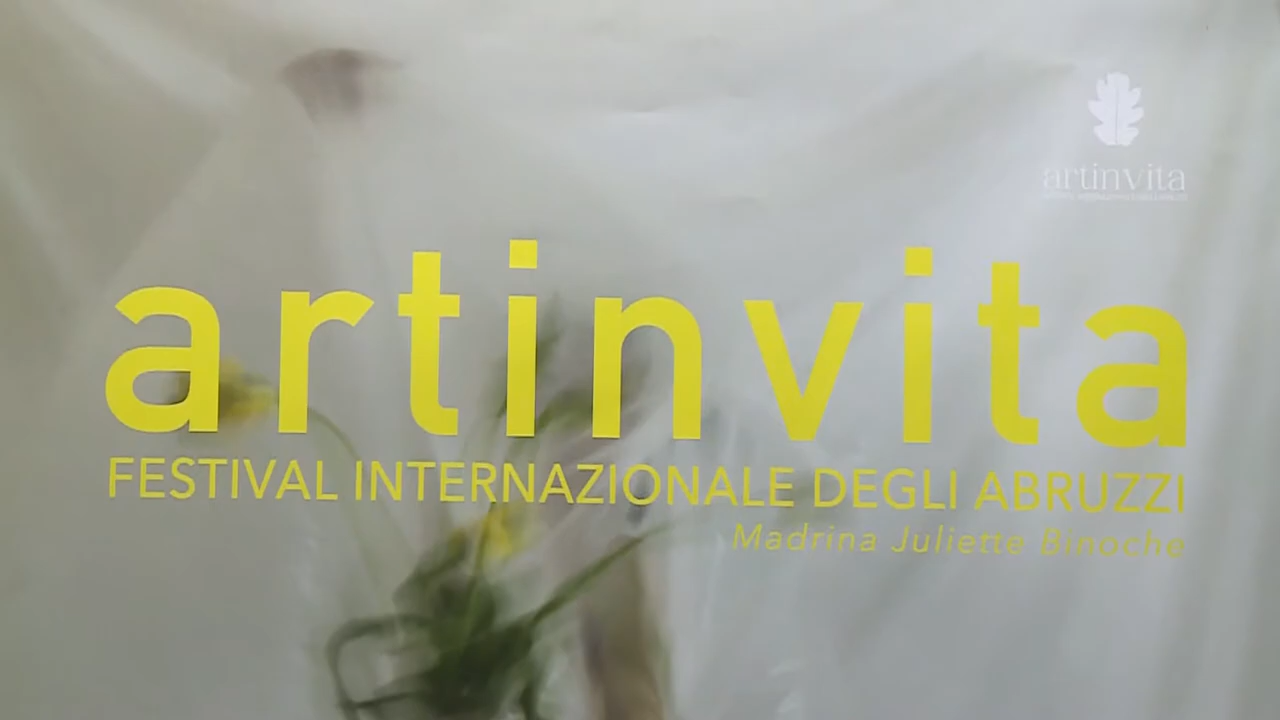 artinvita
artinvita
FESTIVAL INTERNAZIONALE DEGLI ABRUZZI
Madrina Juliette Binoche